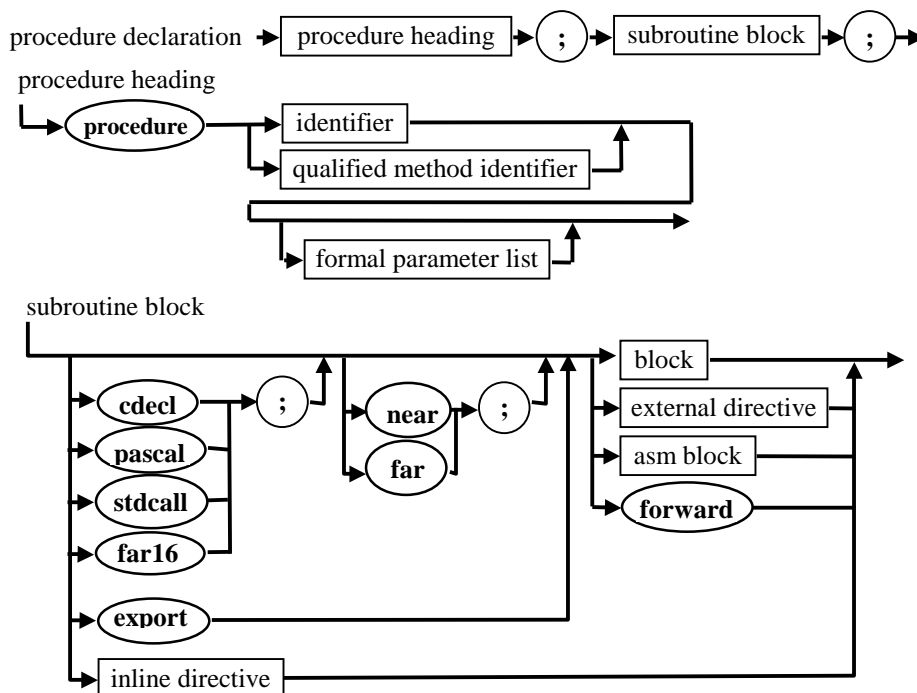 procedure declaration procedure heading ; subroutine block ;
procedure heading
procedure identifier
qualified method identifier
formal parameter list
subroutine block
block
cdecl ; near ; external directive
pascal far asm block
stdcall forward
far16
export
inline directive